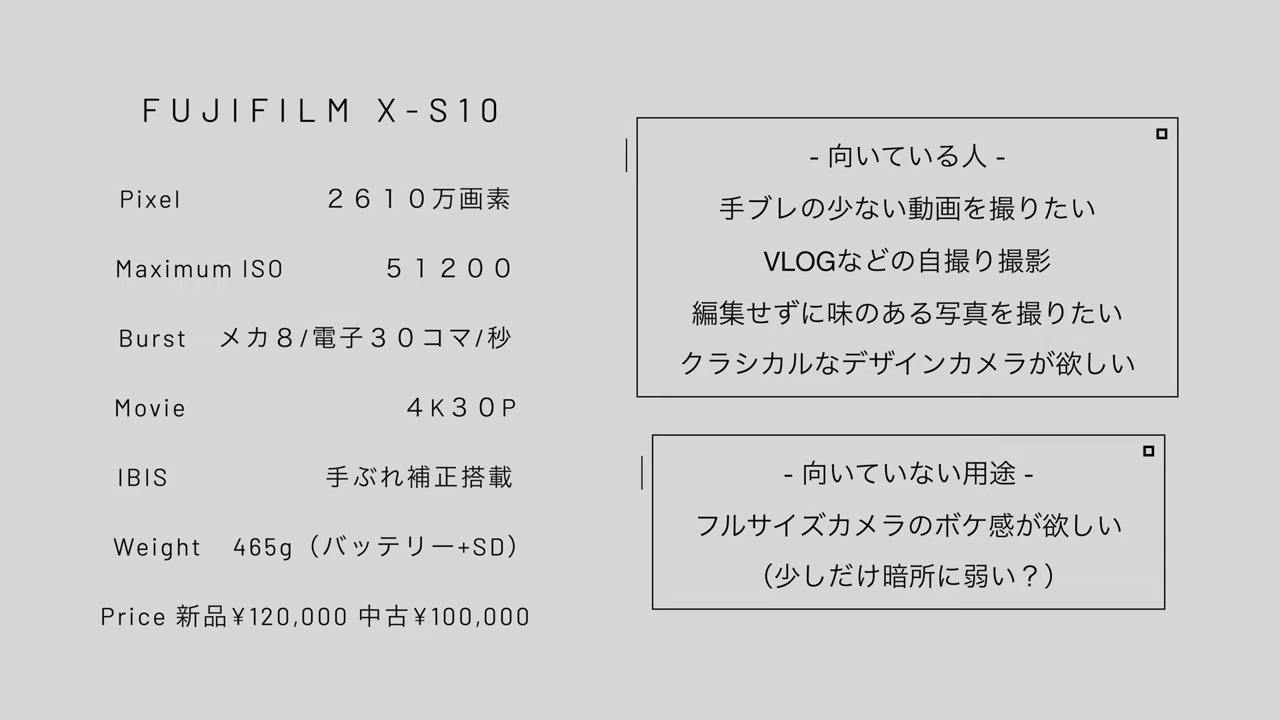 FUJIFILM X-S10
Pixel ２６１０万画素
Maximum ISO ５１２００
Burst メカ８/電子３０コマ/秒
Movie ４K３０P
IBIS 手ぶれ補正搭載
Weight 465g（バッテリー+SD）
Price 新品¥120,000 中古¥100,000
- 向いている人 -
手ブレの少ない動画を撮りたい
VLOGなどの自撮り撮影
編集せずに味のある写真を撮りたい
クラシカルなデザインカメラが欲しい
- 向いていない用途 -
フルサイズカメラのボケ感が欲しい
（少しだけ暗所に弱い？）